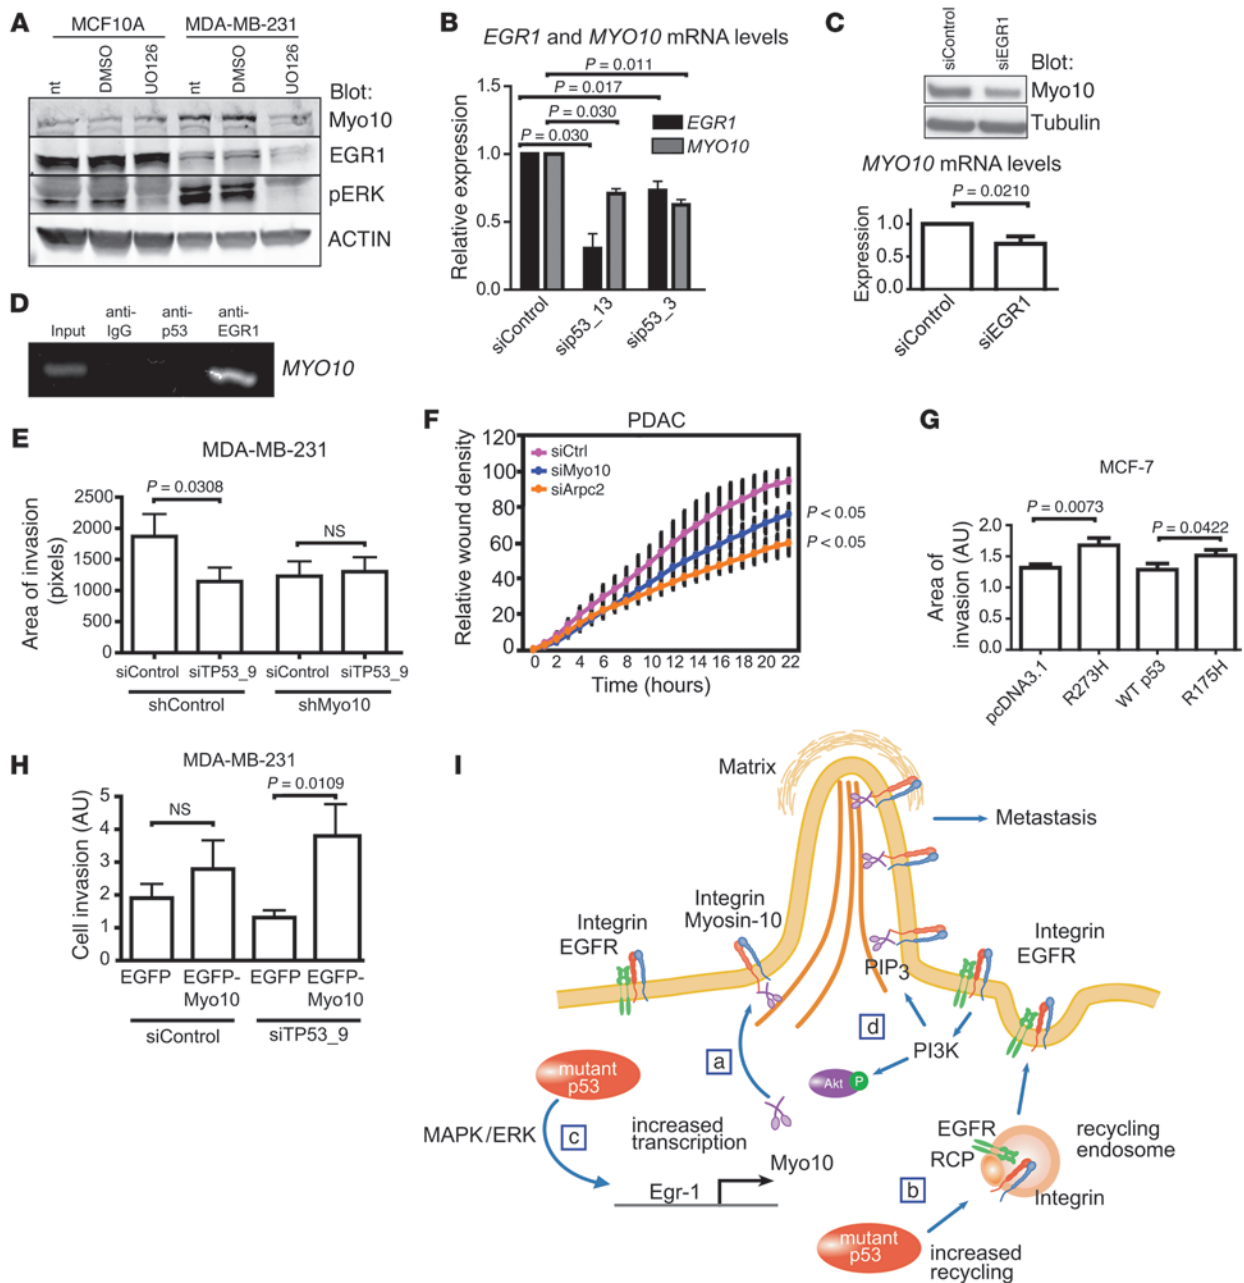 A
MCF10A
MDA-MB-231
nt
DMSO
UO126
nt
DMSO
UO126
Blot:
Myo10
EGR1
pERK
ACTIN
B
EGR1 and MYO10 mRNA levels
P = 0.011
P = 0.017
P = 0.030
P = 0.030
EGR1
MYO10
Relative expression
1.5
1.0
0.5
0.0
siControl
sip53_13
sip53_3
C
siControl
siEGR1
Blot:
Myo10
Tubulin
MYO10 mRNA levels
P = 0.0210
Expression
1.0
0.5
0.0
siControl
siEGR1
D
Input
anti-
IgG
anti-
p53
anti-
EGR1
MYO10
E
MDA-MB-231
P = 0.0308
NS
Area of invasion
(pixels)
2500
2000
1500
1000
500
0
siControl
siTP53_9
siControl
siTP53_9
shControl
shMyo10
F
PDAC
siCtrl
siMyo10
siArpc2
Relative wound density
120
100
80
60
40
20
0
P < 0.05
P < 0.05
0 2 4 6 8 10 12 14 16 18 20 22
Time (hours)
G
MCF-7
P = 0.0073
P = 0.0422
Area of
invasion (AU)
2.0
1.5
1.0
0.5
0.0
pcDNA3.1
R273H
WT p53
R175H
H
MDA-MB-231
P = 0.0109
NS
Cell invasion (AU)
5
4
3
2
1
0
EGFP
EGFP-
Myo10
EGFP
EGFP-
Myo10
siControl
siTP53_9
I
Matrix
Metastasis
Integrin
Myosin-10
Integrin
EGFR
Integrin
EGFR
PIP3
d
PI3K
a
Akt
P
mutant
p53
MAPK/ERK
c
increased
transcription
Myo10
Egr-1
EGFR
RCP
recycling
endosome
Integrin
b
mutant
p53
increased
recycling